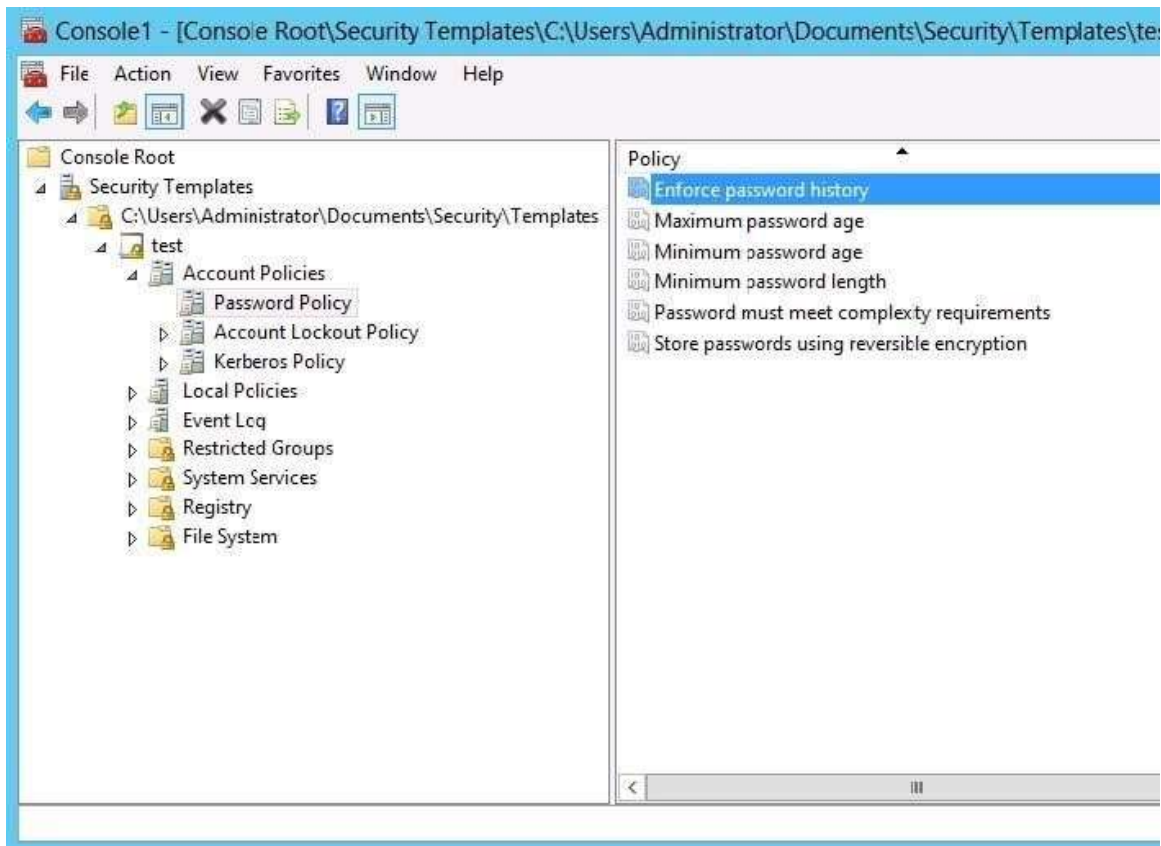 Console1 - [Console Root\Security Templates\C:\Users\Administrator\Documents\Security\Templates\tes
File Action View Favorites Window Help
Console Root
Security Templates
C:\Users\Administrator\Documents\Security\Templates
test
Account Policies
Password Policy
Account Lockout Policy
Kerberos Policy
Local Policies
Event Log
Restricted Groups
System Services
Registry
File System
Policy
Enforce password history
Maximum password age
Minimum password age
Minimum password length
Password must meet complexity requirements
Store passwords using reversible encryption